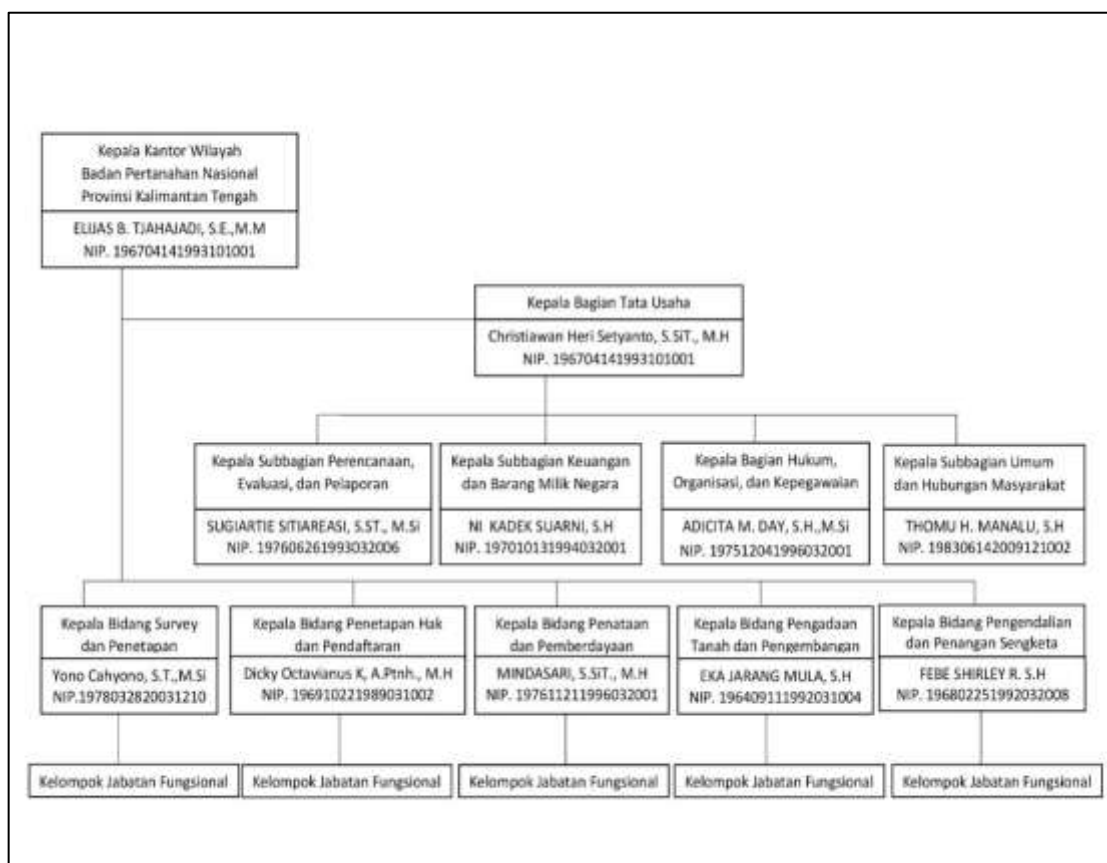 Kepala Kantor Wilayah
Badan Pertanahan Nasional
Provinsi Kalimantan Tengah
ELIJAS B. TJAHAJADI, S.E.,M.M
NIP. 196704141993101001
Kepala Bagian Tata Usaha
Christiawan Heri Setyanto, S.SiT., M.H
NIP. 196704141993101001
Kepala Subbagian Perencanaan,
Evaluasi, dan Pelaporan
SUGIARTIE SITIAREASI, S.ST., M.Si
NIP. 197606261993032006
Kepala Subbagian Keuangan
dan Barang Milik Negara
NI KADEK SUARNI, S.H
NIP. 197010131994032001
Kepala Bagian Hukum,
Organisasi, dan Kepegawaian
ADICITA M. DAY, S.H.,M.Si
NIP. 197512041996032001
Kepala Subbagian Umum
dan Hubungan Masyarakat
THOMU H. MANALU, S.H
NIP. 198306142009121002
Kepala Bidang Survey
dan Penetapan
Yono Cahyono, S.T.,M.Si
NIP.1978032820031210
Kepala Bidang Penetapan Hak
dan Pendaftaran
Dicky Octavianus K, A.Ptnh., M.H
NIP. 196910221989031002
Kepala Bidang Penataan
dan Pemberdayaan
MINDASARI, S.SiT., M.H
NIP. 197611211996032001
Kepala Bidang Pengadaan
Tanah dan Pengembangan
EKA JARANG MULA, S.H
NIP. 196409111992031004
Kepala Bidang Pengendalian
dan Penangan Sengketa
FEBE SHIRLEY R. S.H
NIP. 196802251992032008
Kelompok Jabatan Fungsional
Kelompok Jabatan Fungsional
Kelompok Jabatan Fungsional
Kelompok Jabatan Fungsional
Kelompok Jabatan Fungsional